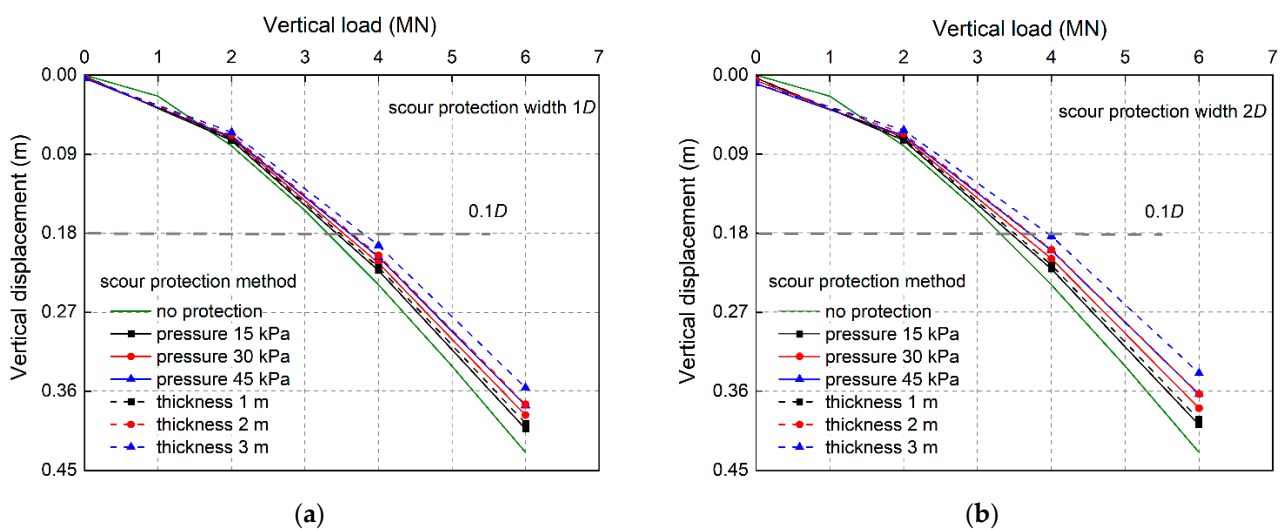 Vertical load (MN)
0 1 2 3 4 5 6 7
0.00
0.09
0.18
0.27
0.36
0.45
Vertical displacement (m)
scour protection width 1D
0.1D
scour protection method
no protection
pressure 15 kPa
pressure 30 kPa
pressure 45 kPa
thickness 1 m
thickness 2 m
thickness 3 m
(a)
Vertical load (MN)
0 1 2 3 4 5 6 7
0.00
0.09
0.18
0.27
0.36
0.45
Vertical displacement (m)
scour protection width 2D
0.1D
scour protection method
no protection
pressure 15 kPa
pressure 30 kPa
pressure 45 kPa
thickness 1 m
thickness 2 m
thickness 3 m
(b)